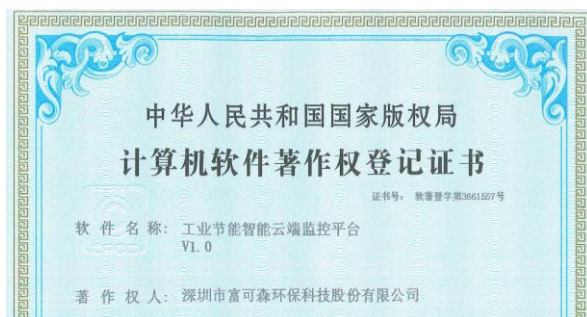 中华人民共和国国家版权局
计算机软件著作权登记证书
证书号: 软著登字第3661557号
软件名称: 工业节能智能云端监控平台
V1.0
著作权人: 深圳市富可森环保科技股份有限公司